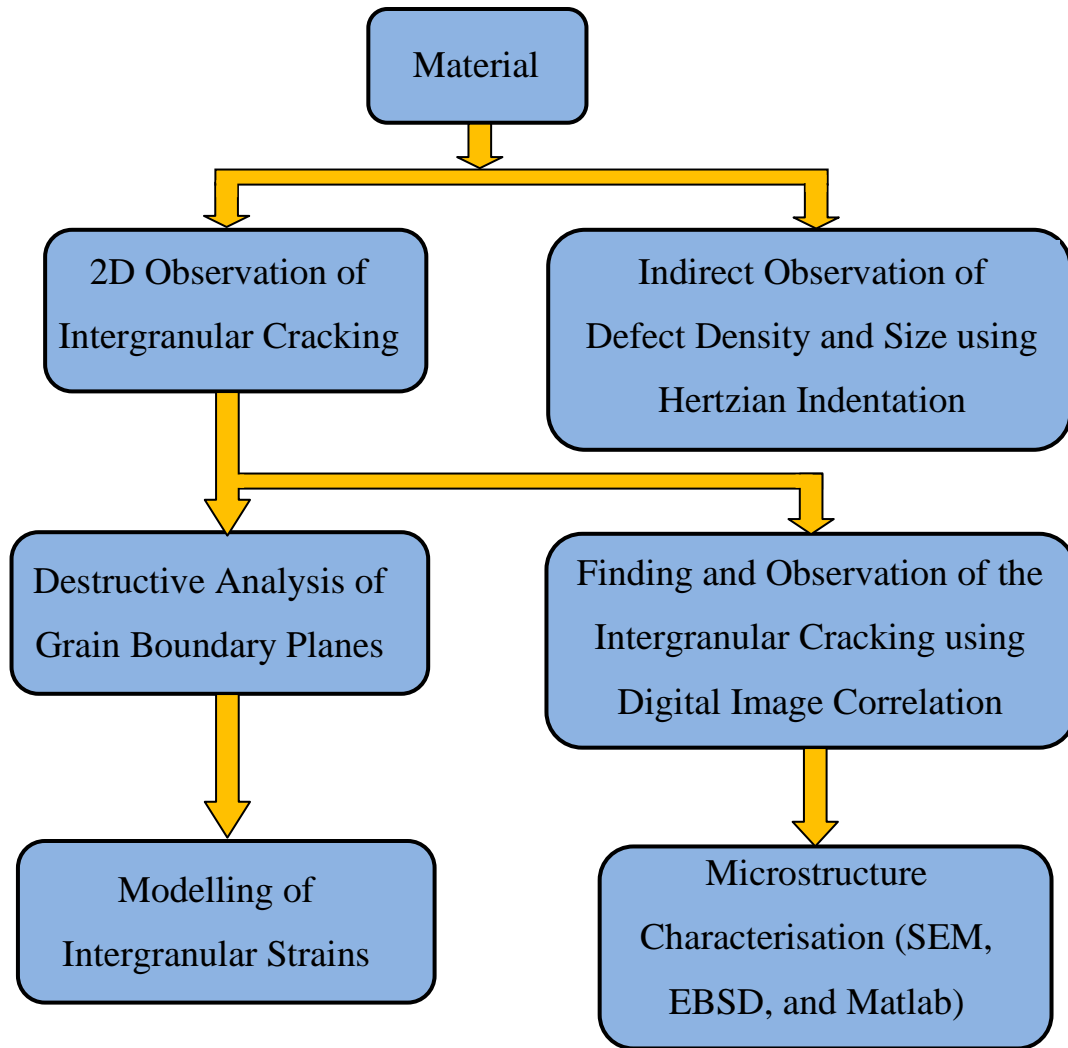 Material
2D Observation of
Intergranular Cracking
Indirect Observation of
Defect Density and Size using
Hertzian Indentation
Destructive Analysis of
Grain Boundary Planes
Finding and Observation of the
Intergranular Cracking using
Digital Image Correlation
Modelling of
Intergranular Strains
Microstructure
Characterisation (SEM,
EBSD, and Matlab)